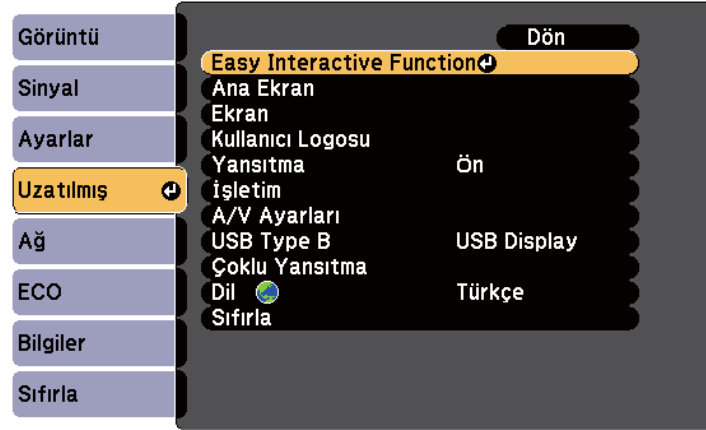 Görüntü
Sinyal
Ayarlar
Uzatılmış
Ağ
ECO
Bilgiler
Sıfırla
Dön
Easy Interactive Function
Ana Ekran
Ekran
Kullanıcı Logosu
Yansıtma Ön
İşletim
A/V Ayarları
USB Type B USB Display
Çoklu Yansıtma
Dil Türkçe
Sıfırla